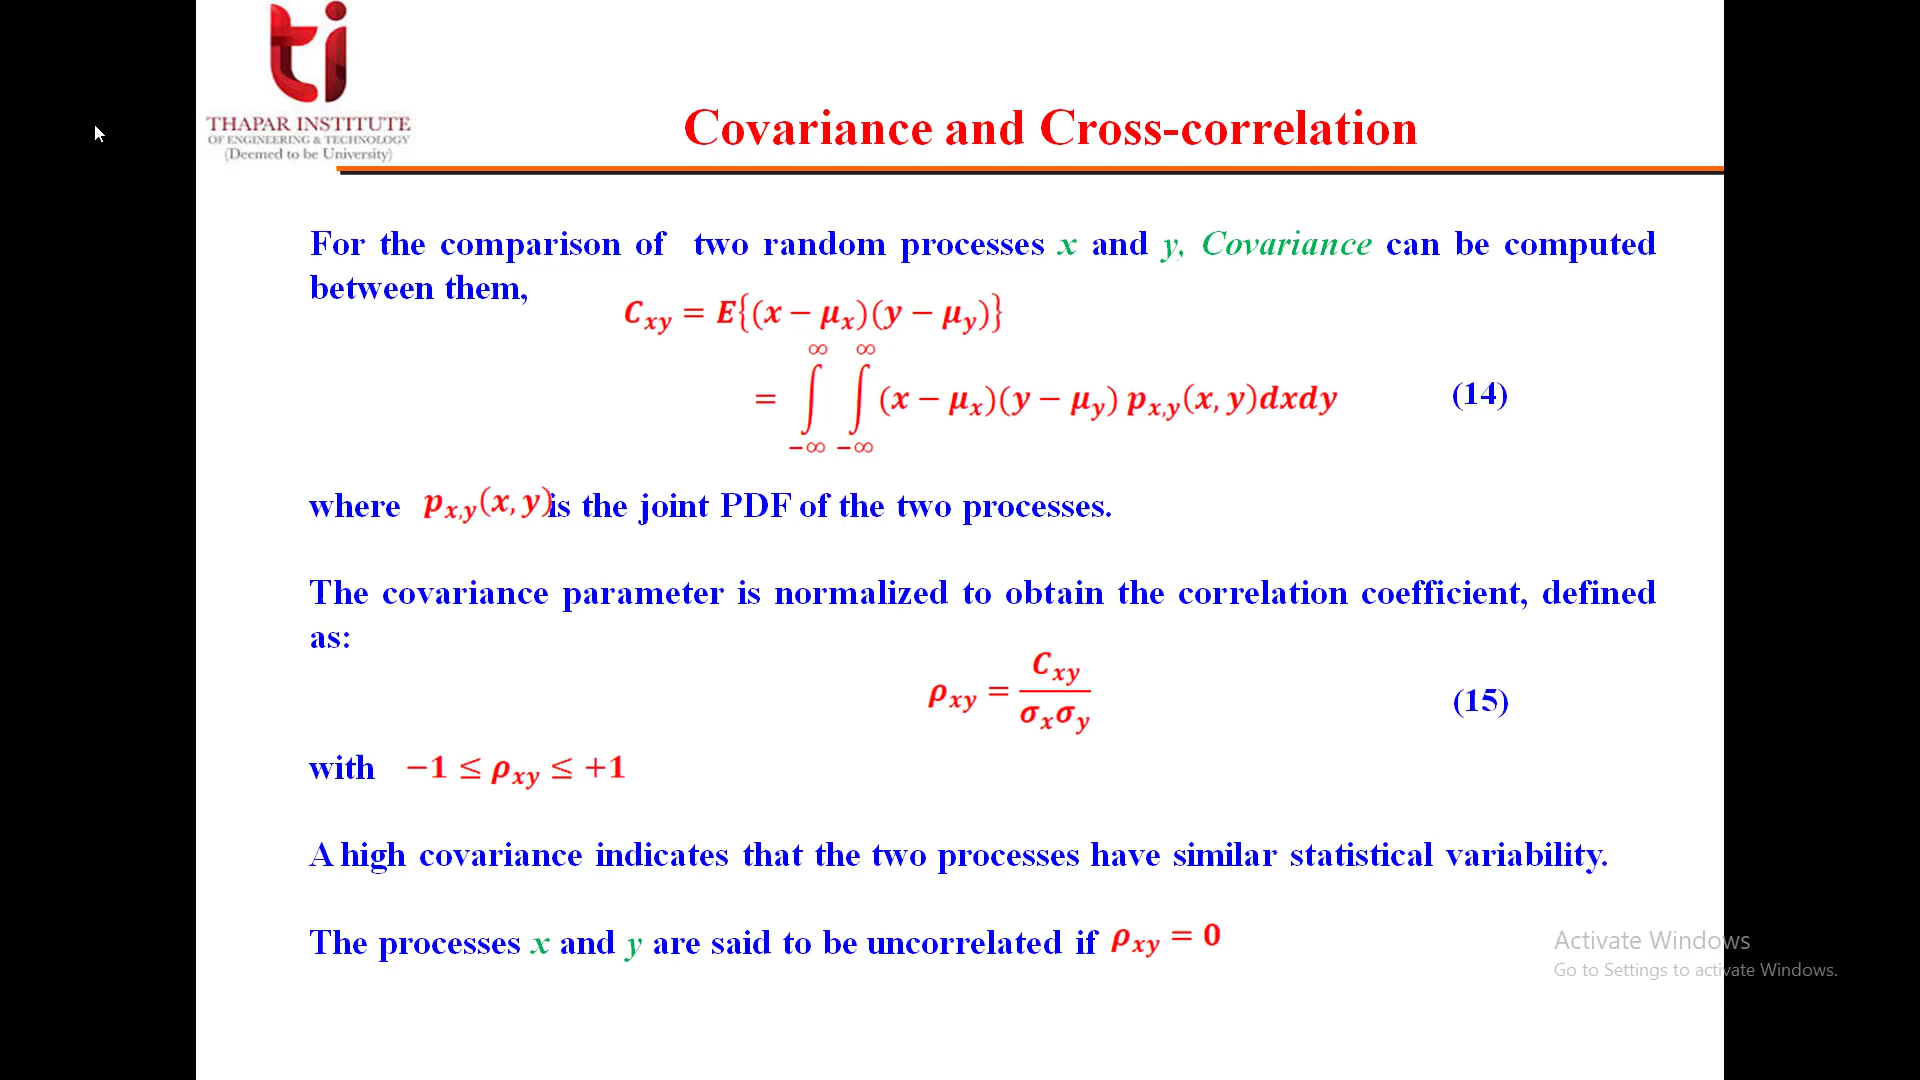 ti
THAPAR INSTITUTE
OF ENGINEERING & TECHNOLOGY
(Deemed to be University)
Covariance and Cross-correlation
For the comparison of two random processes x and y, Covariance can be computed
between them,
C_xy = E{(x − μ_x)(y − μ_y)}
= ∫_{−∞}^{∞} ∫_{−∞}^{∞} (x − μ_x)(y − μ_y) p_{x,y}(x, y)dxdy (14)
where p_{x,y}(x, y) is the joint PDF of the two processes.
The covariance parameter is normalized to obtain the correlation coefficient, defined
as:
ρ_xy = C_xy / σ_xσ_y (15)
with −1 ≤ ρ_xy ≤ +1
A high covariance indicates that the two processes have similar statistical variability.
The processes x and y are said to be uncorrelated if ρ_xy = 0
Activate Windows
Go to Settings to activate Windows.